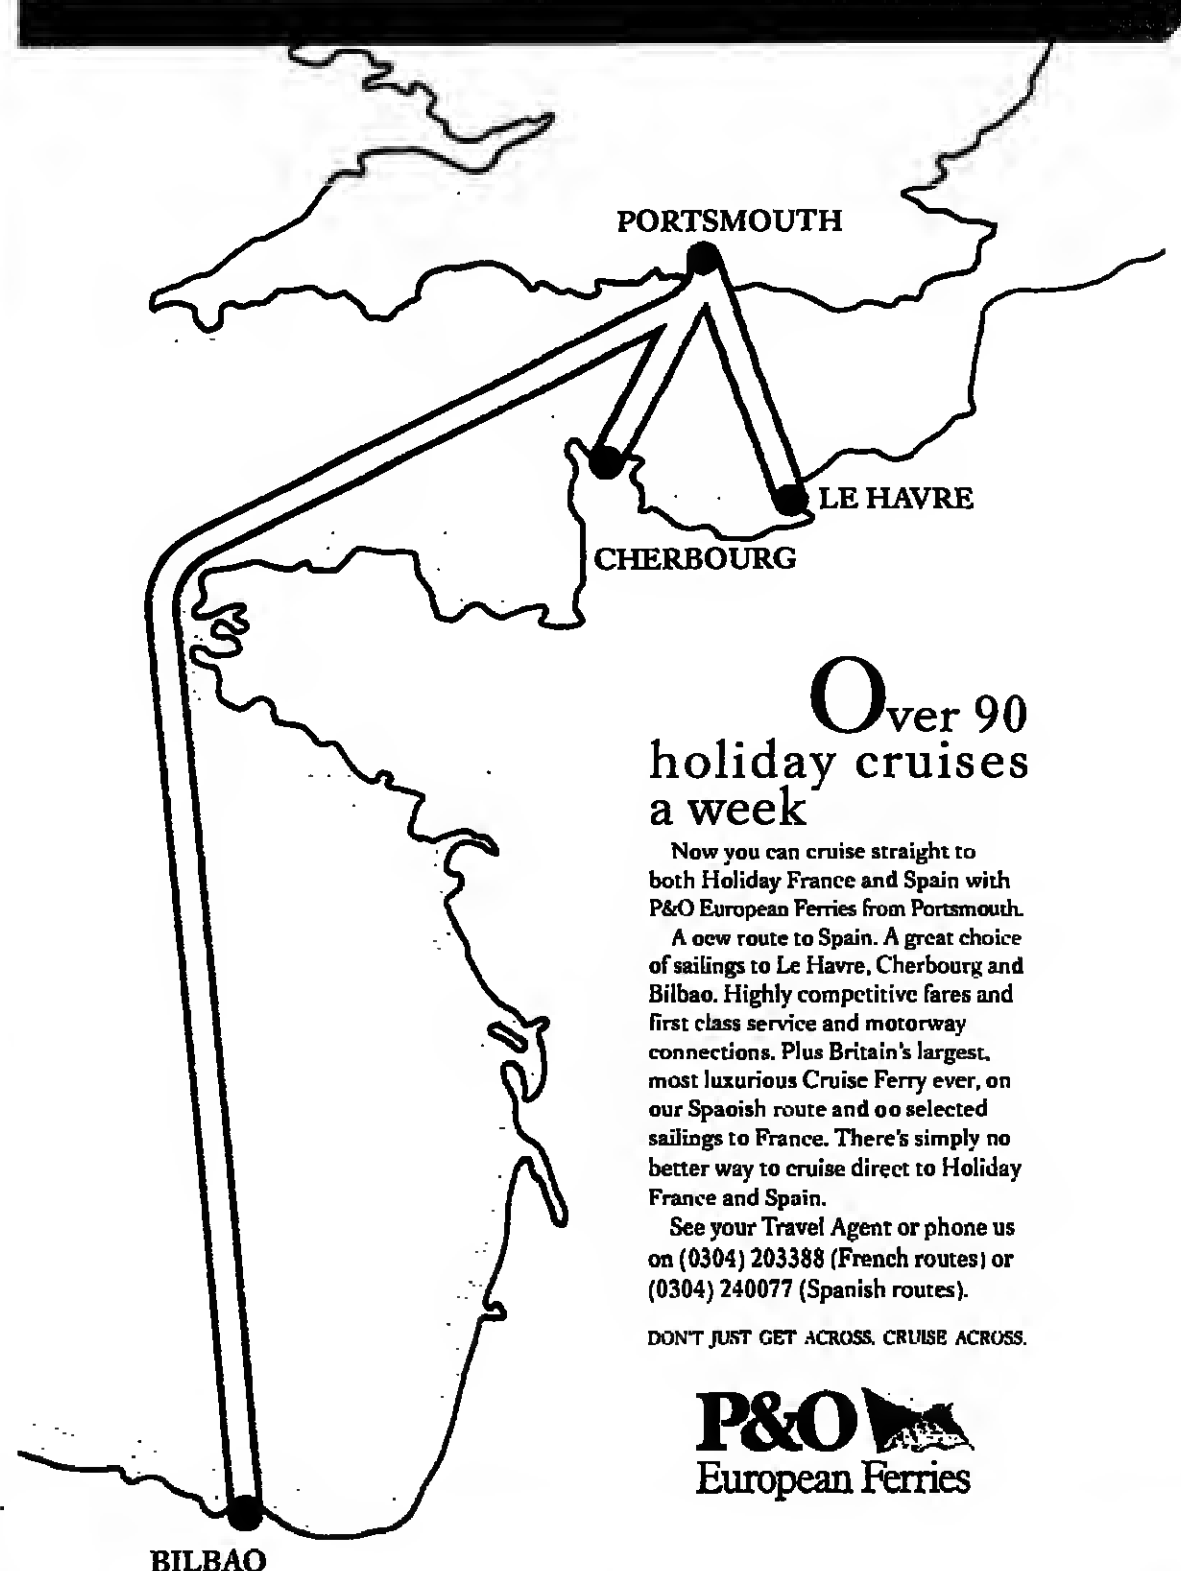 PORTSMOUTH
LE HAVRE
CHERBOURG
Over 90
holiday cruises
a week
Now you can cruise straight to
both Holiday France and Spain with
P&O European Ferries from Portsmouth.
A oew route to Spain. A great choice
of sailings to Le Havre, Cherbourg and
Bilbao. Highly competitive fares and
first class service and motorway
connections. Plus Britain's largest,
most luxurious Cruise Ferry ever, on
our Spaoish route and oo selected
sailings to France. There's simply no
better way to cruise direct to Holiday
France and Spain.
See your Travel Agent or phone us
on (0304) 203388 (French routes) or
(0304) 240077 (Spanish routes).
DON'T JUST GET ACROSS. CRUISE ACROSS.
P&O
European Ferries
BILBAO